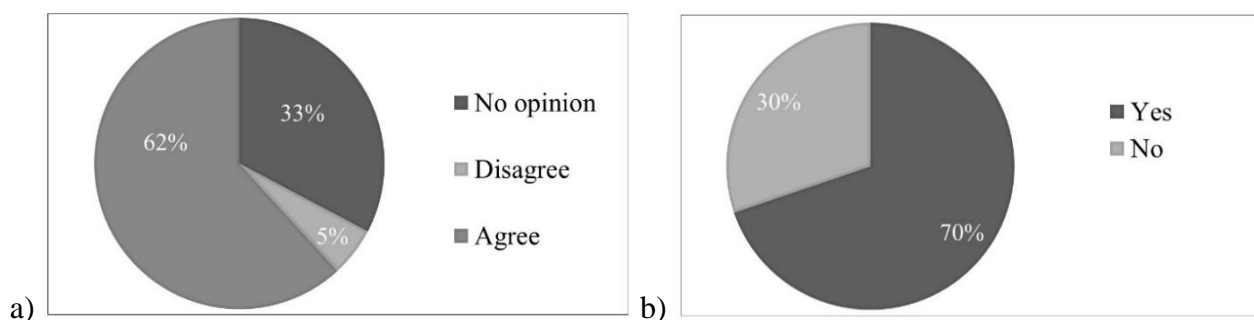 33%
No opinion
62%
Disagree
5%
Agree
a)
30%
Yes
No
70%
b)